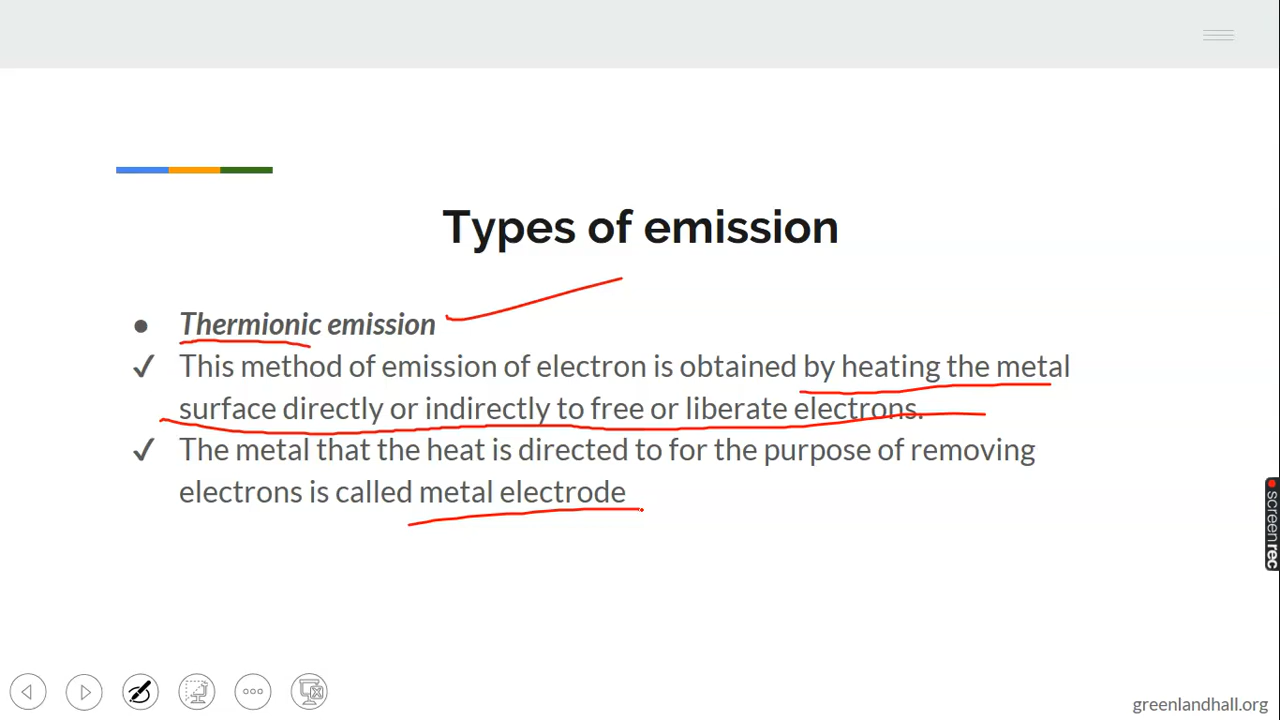 Types of emission
● Thermionic emission
✓ This method of emission of electron is obtained by heating the metal
surface directly or indirectly to free or liberate electrons.
✓ The metal that the heat is directed to for the purpose of removing
electrons is called metal electrode
screenrec
greenlandhall.org